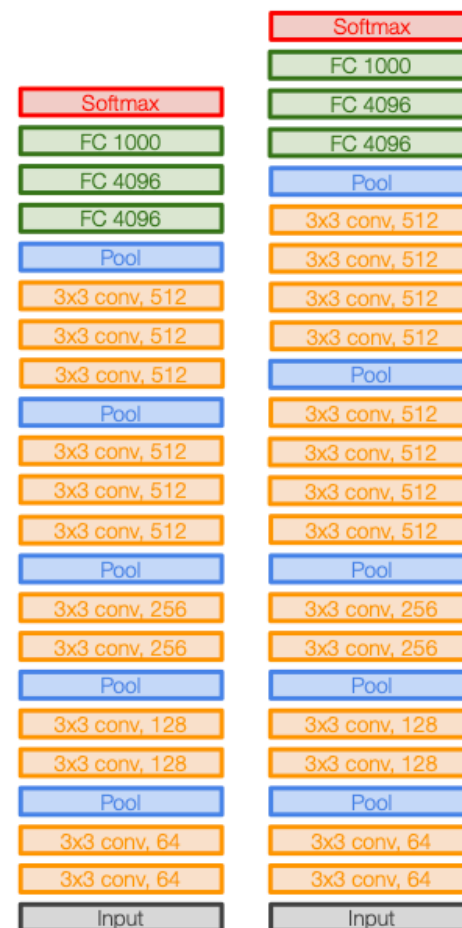 Softmax
FC 1000
FC 4096
FC 4096
Pool
3x3 conv, 512
3x3 conv, 512
3x3 conv, 512
Pool
3x3 conv, 512
3x3 conv, 512
3x3 conv, 512
Pool
3x3 conv, 256
3x3 conv, 256
Pool
3x3 conv, 128
3x3 conv, 128
Pool
3x3 conv, 64
3x3 conv, 64
Input
Softmax
FC 1000
FC 4096
FC 4096
Pool
3x3 conv, 512
3x3 conv, 512
3x3 conv, 512
3x3 conv, 512
Pool
3x3 conv, 512
3x3 conv, 512
3x3 conv, 512
3x3 conv, 512
Pool
3x3 conv, 256
3x3 conv, 256
Pool
3x3 conv, 128
3x3 conv, 128
Pool
3x3 conv, 64
3x3 conv, 64
Input